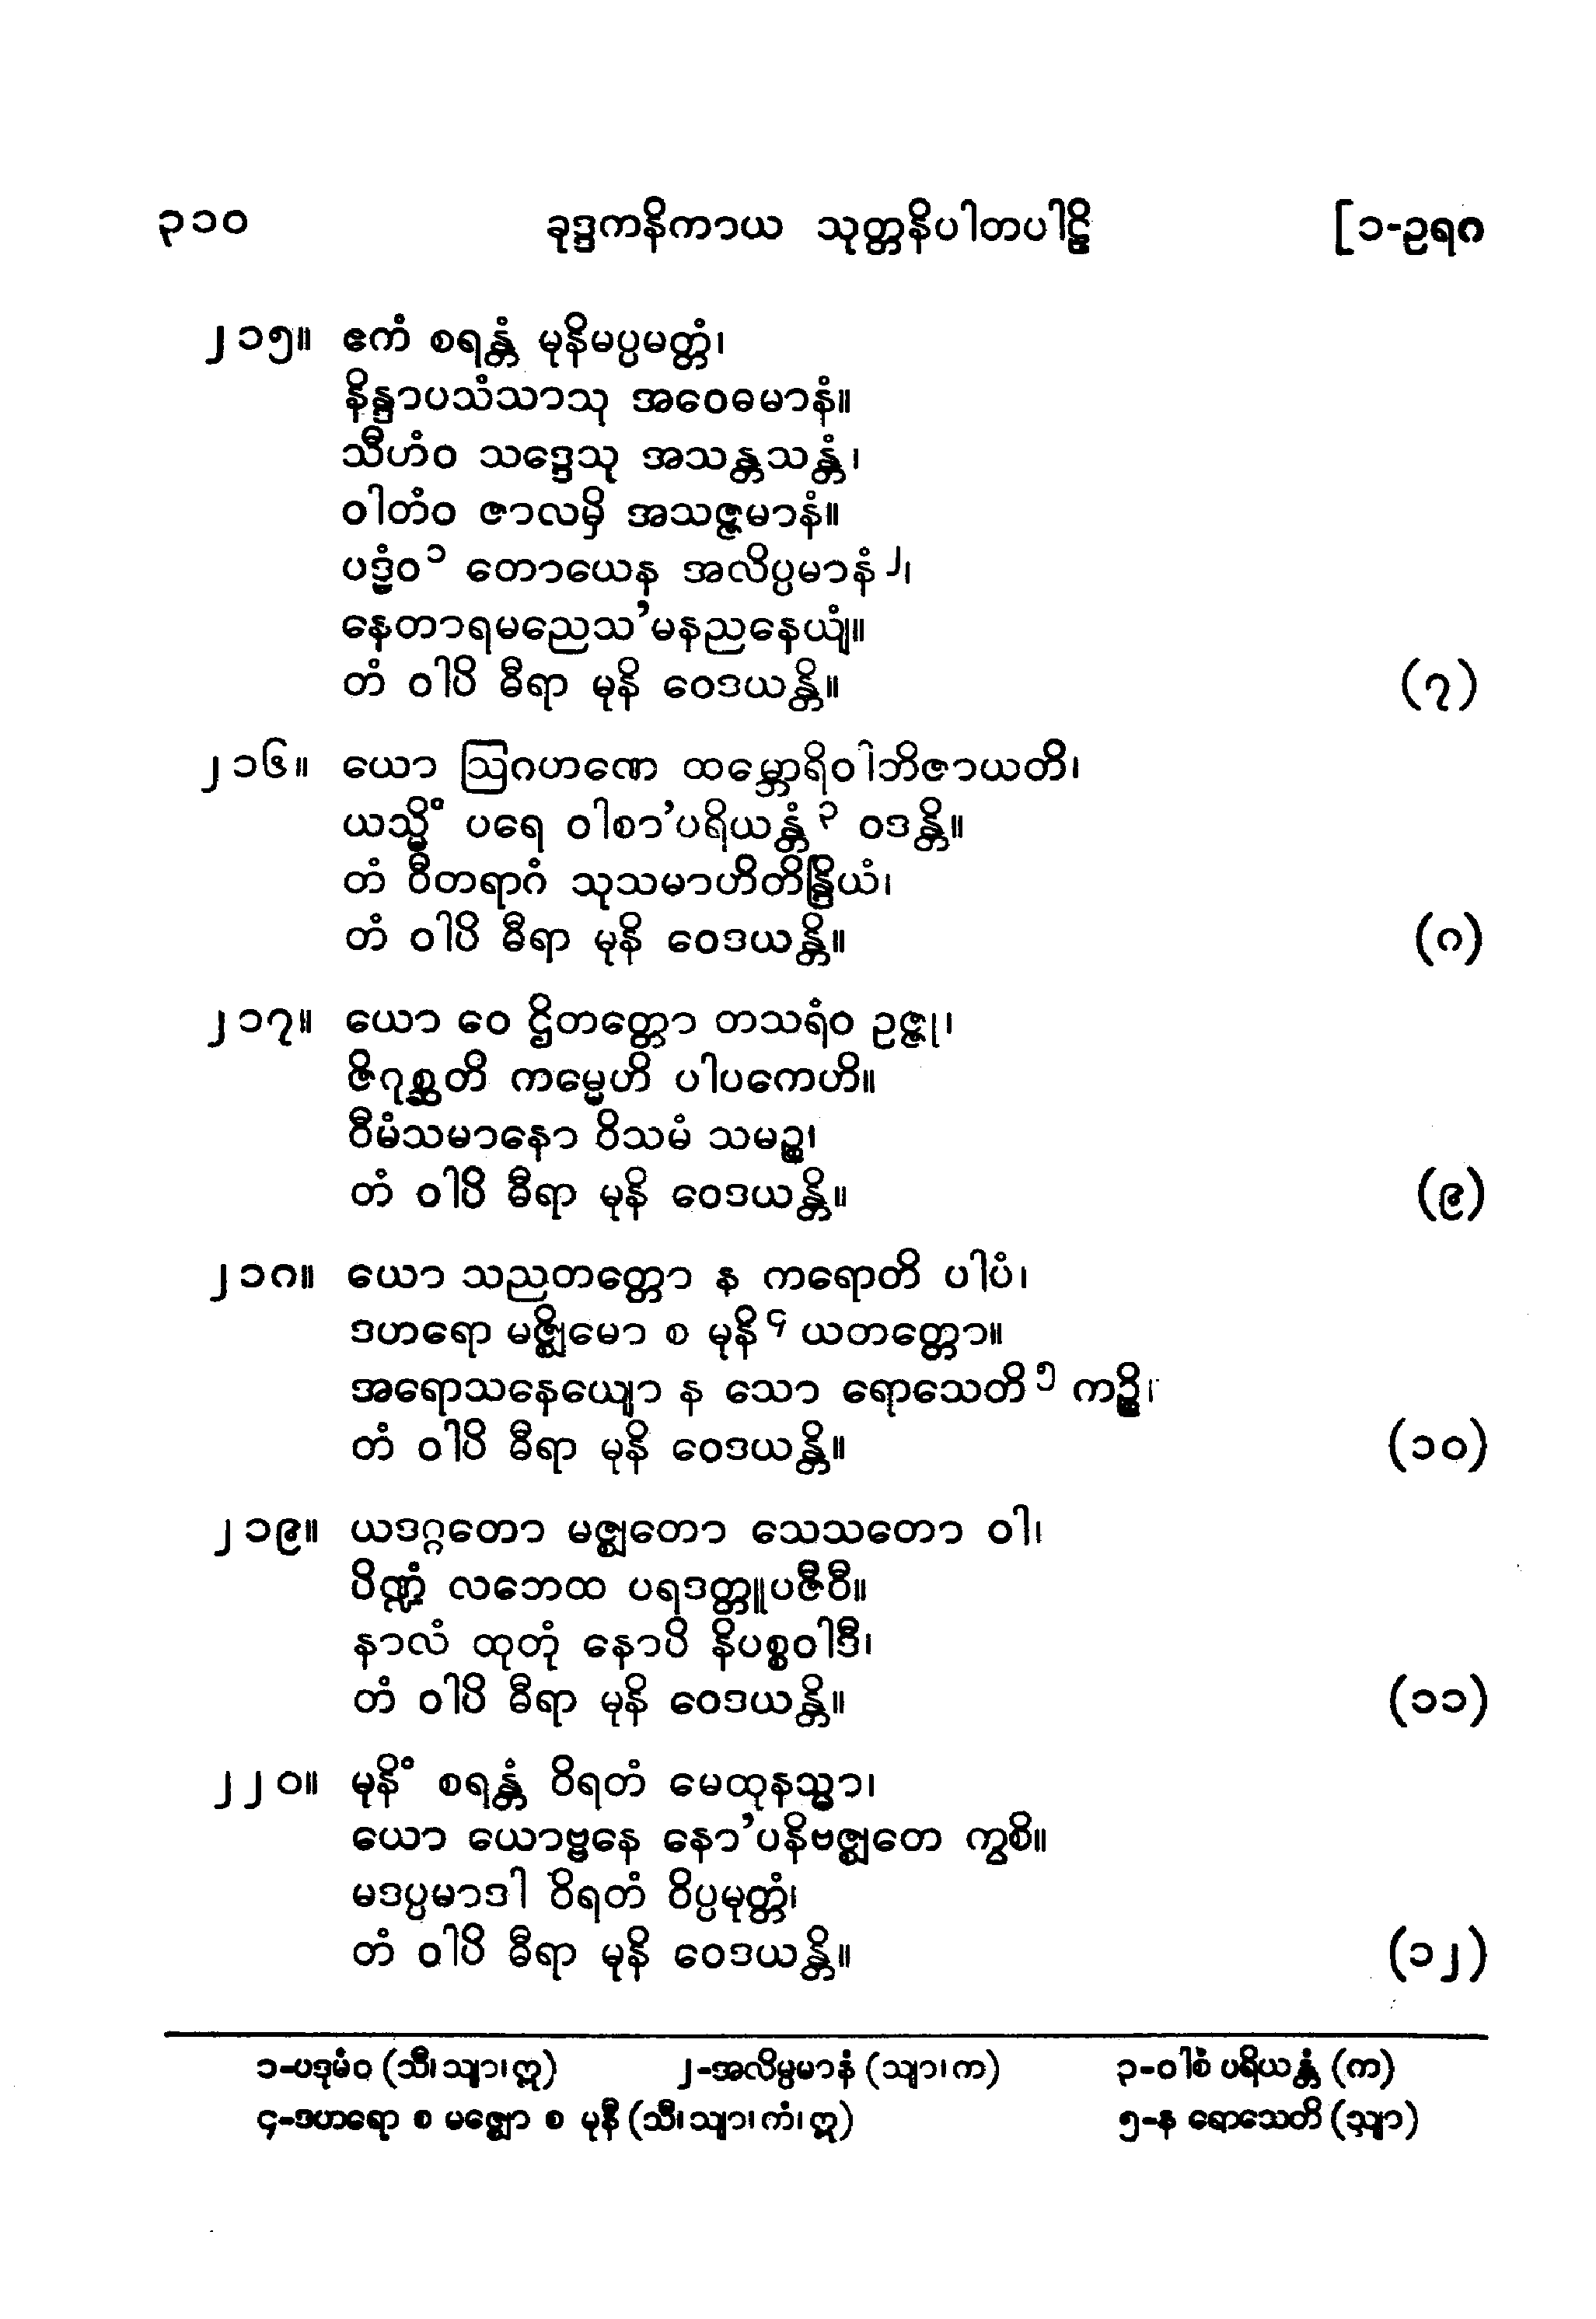 ၃၁၀ ခုဒ္ဒကနိကာယ သုတ္တနိပါတပါဠိ [၁-ဥရဂ
၂၁၅။ ဧကံ စရန္တံ မုနိမပ္ပမတ္တံ၊
နိန္ဒာပသံသာသု အဝေဓမာနံ။
သီဟံဝ သဒ္ဒေသု အသန္တသန္တံ၊
ဝါတံဝ ဇာလမှိ အသဇ္ဇမာနံ။
ပဒ္မံဝ၁ တောယေန အလိပ္ပမာနံ၂၊
နေတာရမညေသ’မနညနေယျံ။
တံ ဝါပိ ဓီရာ မုနိ ဝေဒယန္တိ။ (၇)
၂၁၆။ ယော ဩဂဟဏေ ထမ္ဘောရိဝါဘိဇာယတိ၊
ယသ္မိံ ပရေ ဝါစာ’ပရိယန္တံ၃ ဝဒန္တိ။
တံ ဝီတရာဂံ သုသမာဟိတိန္ဒြိယံ၊
တံ ဝါပိ ဓီရာ မုနိ ဝေဒယန္တိ။ (၈)
၂၁၇။ ယော ဝေ ဌိတတ္တော တသရံဝ ဥဇ္ဇု၊
ဇိဂုစ္ဆတိ ကမ္မေဟိ ပါပကေဟိ။
ဝီမံသမာနော ဝိသမံ သမဉ္စ၊
တံ ဝါပိ ဓီရာ မုနိ ဝေဒယန္တိ။ (၉)
၂၁၈။ ယော သညတတ္တော န ကရောတိ ပါပံ၊
ဒဟရော မဇ္ဈိမော စ မုနိ၄ ယတတ္တော။
အရောသနေယျော န သော ရောသေတိ၅ ကဉ္စိ၊
တံ ဝါပိ ဓီရာ မုနိ ဝေဒယန္တိ။ (၁၀)
၂၁၉။ ယဒဂ္ဂတော မဇ္ဈတော သေသတော ဝါ၊
ပိဏ္ဍံ လဘေထ ပရဒတ္တူပဇီဝီ။
နာလံ ထုတုံ နောပိ နိပစ္စဝါဒီ၊
တံ ဝါပိ ဓီရာ မုနိ ဝေဒယန္တိ။ (၁၁)
၂၂၀။ မုနိံ စရန္တံ ဝိရတံ မေထုနသ္မာ၊
ယော ယောဗ္ဗနေ နော’ပနိဗဇ္ဈတေ ကွစိ။
မဒပ္ပမာဒါ ဝိရတံ ဝိပ္ပမုတ္တံ၊
တံ ဝါပိ ဓီရာ မုနိ ဝေဒယန္တိ။ (၁၂)
၁-ပဒုမံဝ (သီ၊သျာ၊ဣ) ၂-အလိမ္ပမာနံ (သျာ၊က) ၃-ဝါစံ ပရိယန္တံ (က)
၄-ဒဟရော စ မဇ္ဈော စ မုနီ (သီ၊သျာ၊ကံ၊ဣ) ၅-န ရောသေတိ (သျာ)